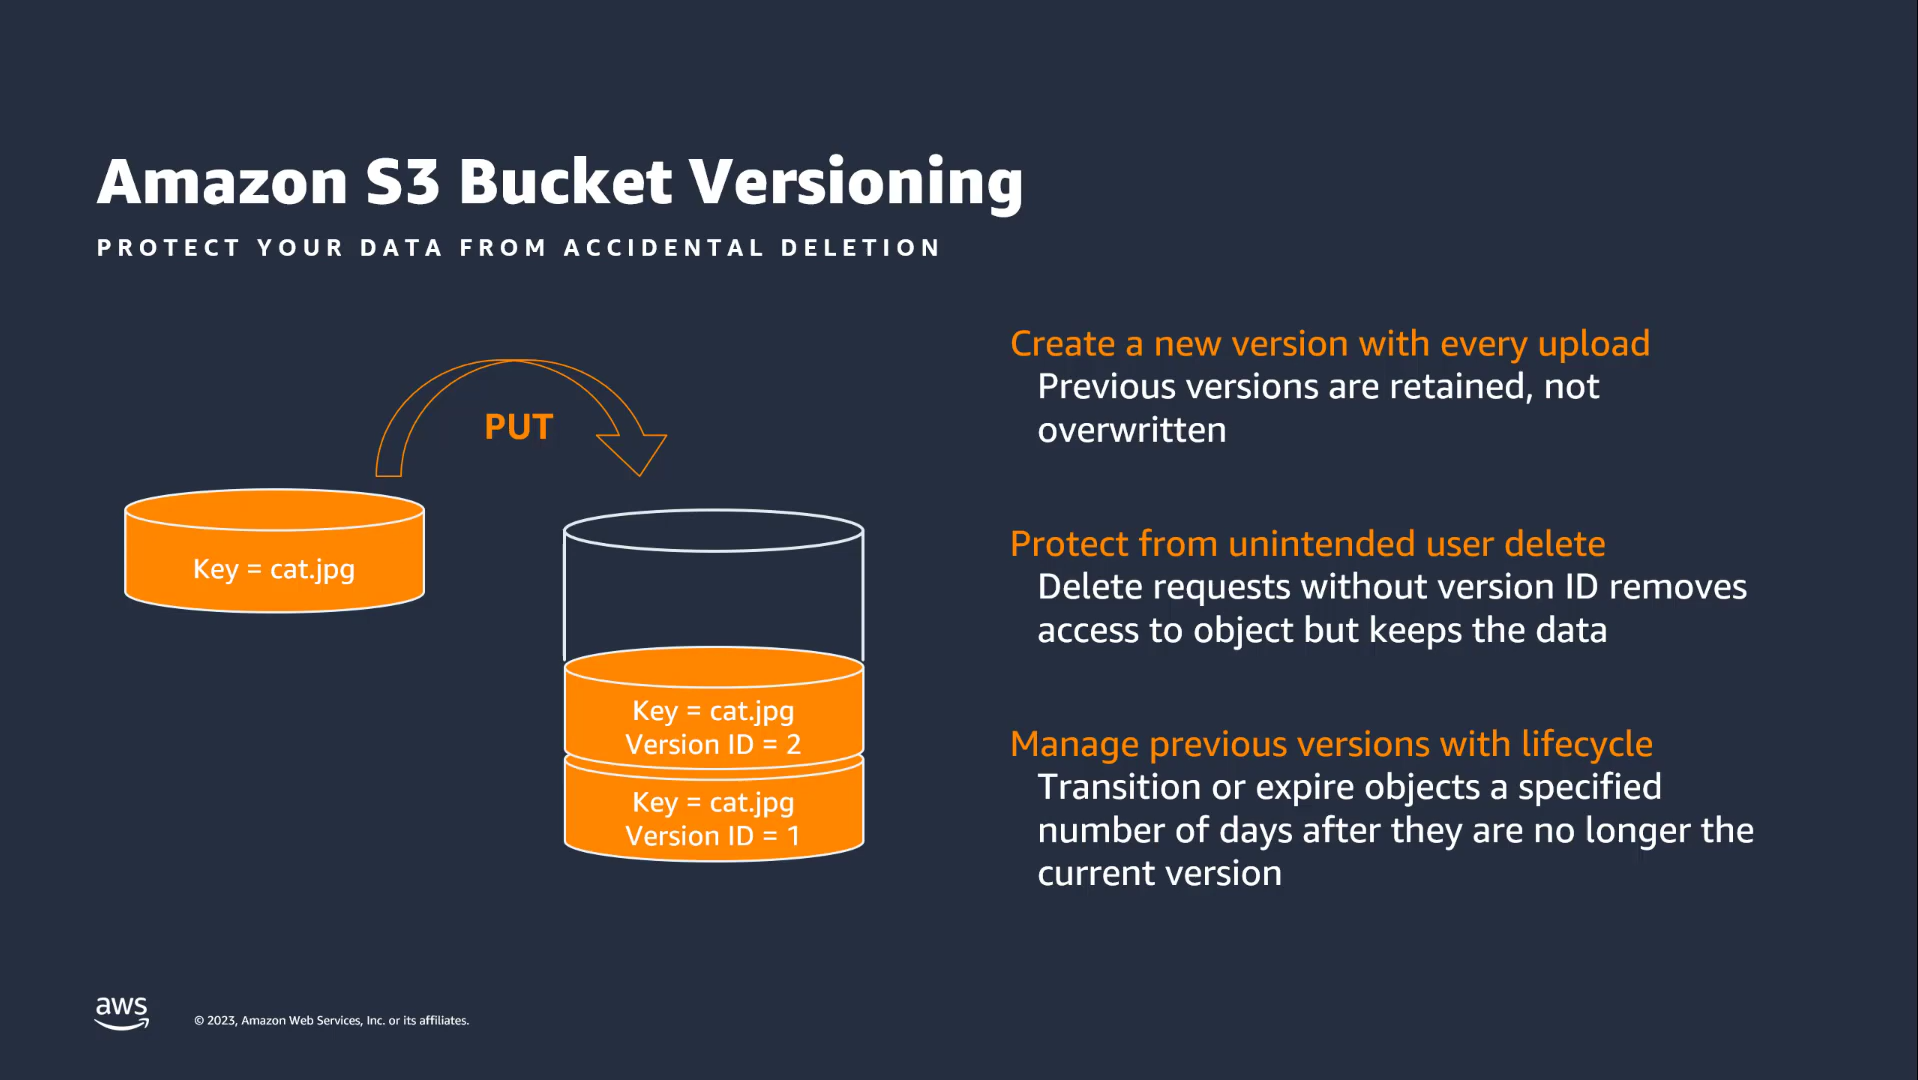 Amazon S3 Bucket Versioning
PROTECT YOUR DATA FROM ACCIDENTAL DELETION
PUT
Key = cat.jpg
Key = cat.jpg
Version ID = 2
Key = cat.jpg
Version ID = 1
Create a new version with every upload
Previous versions are retained, not
overwritten
Protect from unintended user delete
Delete requests without version ID removes
access to object but keeps the data
Manage previous versions with lifecycle
Transition or expire objects a specified
number of days after they are no longer the
current version
aws
© 2023, Amazon Web Services, Inc. or its affiliates.